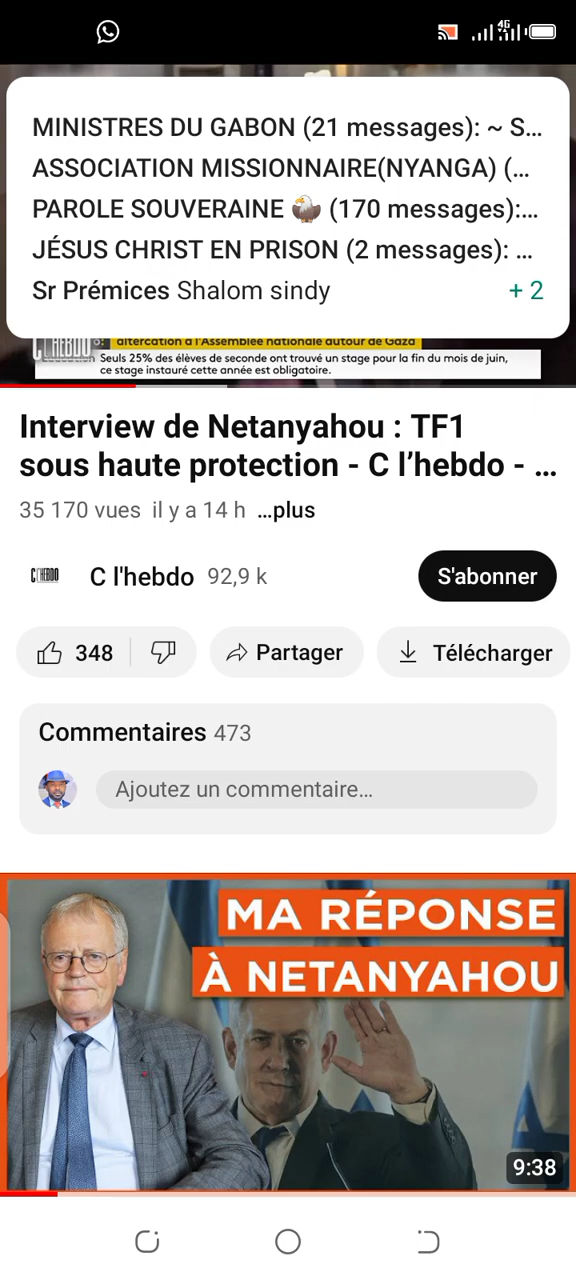 4G
MINISTRES DU GABON (21 messages): ~ S...
ASSOCIATION MISSIONNAIRE(NYANGA) (...
PAROLE SOUVERAINE 🦅 (170 messages):...
JÉSUS CHRIST EN PRISON (2 messages): ...
Sr Prémices Shalom sindy + 2
altercation à l'Assemblée nationale autour de Gaza
Seuls 25% des élèves de seconde ont trouvé un stage pour la fin du mois de juin,
ce stage instauré cette année est obligatoire.
Interview de Netanyahou : TF1
sous haute protection - C l’hebdo - ...
35 170 vues il y a 14 h ...plus
C L'HEBDO C l'hebdo 92,9 k S'abonner
348 Partager Télécharger
Commentaires 473
Ajoutez un commentaire...
MA RÉPONSE
À NETANYAHOU
9:38